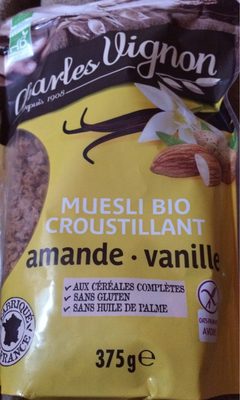 Charles Vignon
depuis 1908
MUESLI BIO
CROUSTILLANT
amande · vanille
✓ AUX CÉRÉALES COMPLÈTES
✓ SANS GLUTEN
✓ SANS HUILE DE PALME
FABRIQUÉ
FRANCE
375g℮